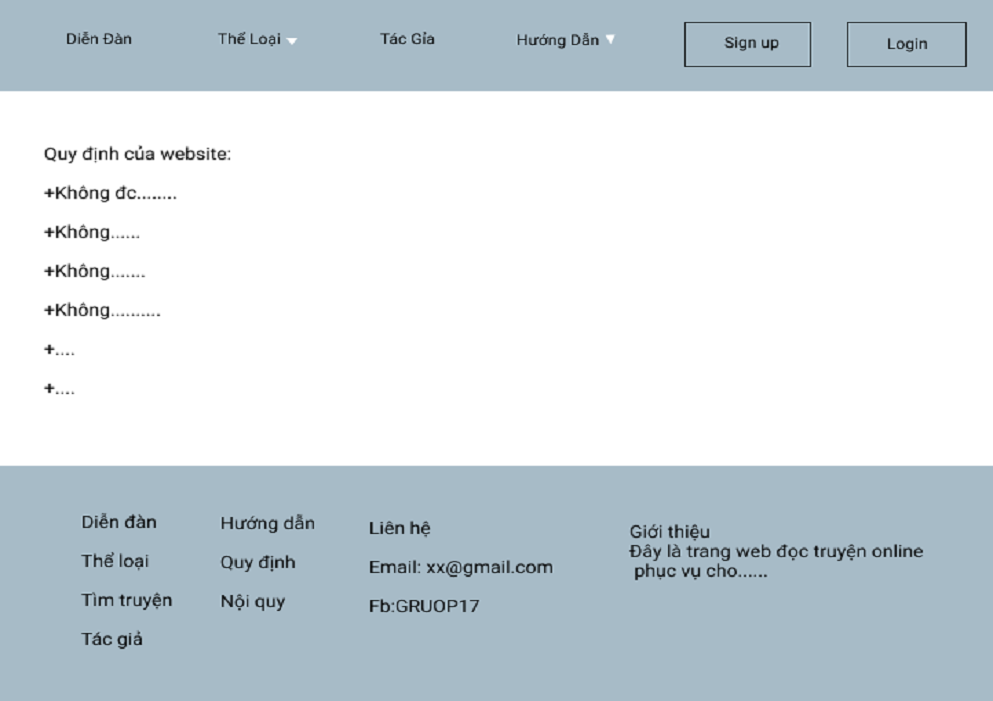 Diễn Đàn
Thể Loại
Tác Gỉa
Hướng Dẫn
Sign up
Login
Quy định của website:
+Không đc........
+Không......
+Không.......
+Không..........
+....
+....
Diễn đàn
Thể loại
Tìm truyện
Tác giả
Hướng dẫn
Quy định
Nội quy
Liên hệ
Email: xx@gmail.com
Fb:GRUOP17
Giới thiệu
Đây là trang web đọc truyện online
phục vụ cho......